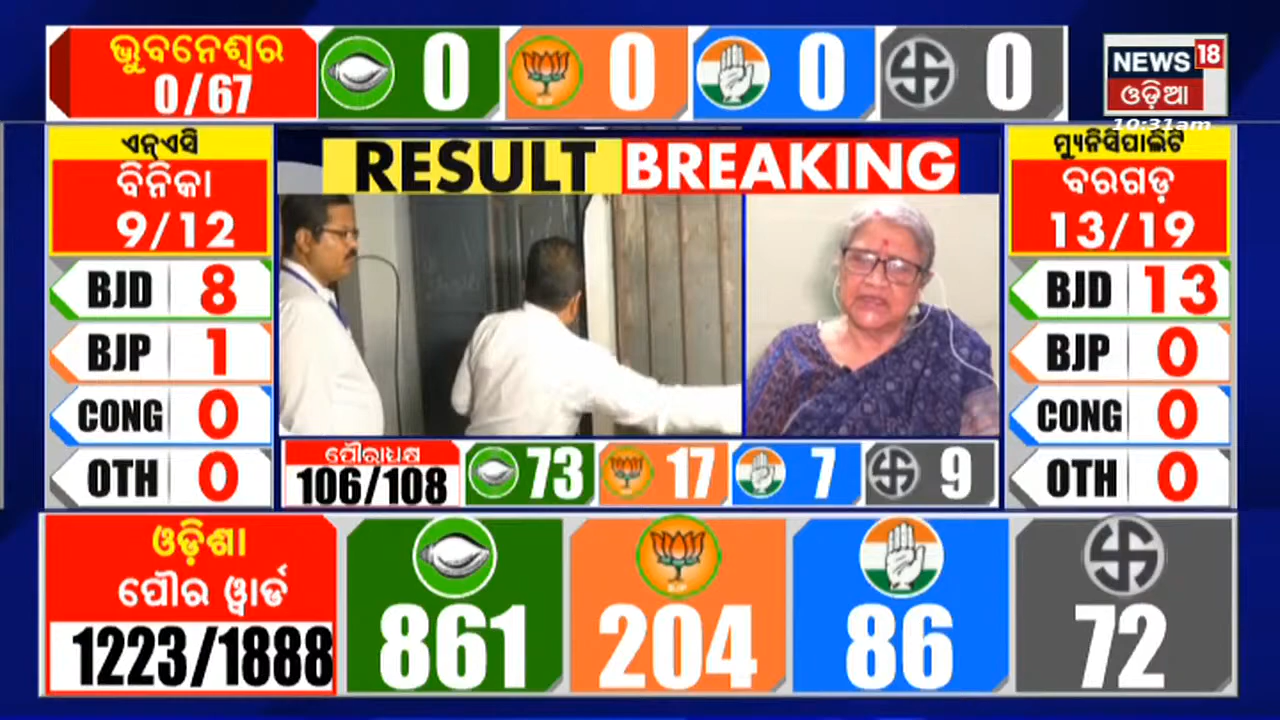 ଭୁବନେଶ୍ୱର
0/67
0 0 0 0
NEWS 18
ଓଡ଼ିଆ
10:31am
ଏନ୍ଏସି
ବିନିକା
9/12
BJD 8
BJP 1
CONG 0
OTH 0
RESULT BREAKING
ମ୍ୟୁନିସିପାଲଟି
ବରଗଡ଼
13/19
BJD 13
BJP 0
CONG 0
OTH 0
ପୌରାଧ୍ୟକ୍ଷ
106/108
73 17 7 9
ଓଡ଼ିଶା
ପୌର ୱାର୍ଡ
1223/1888
861 204 86 72